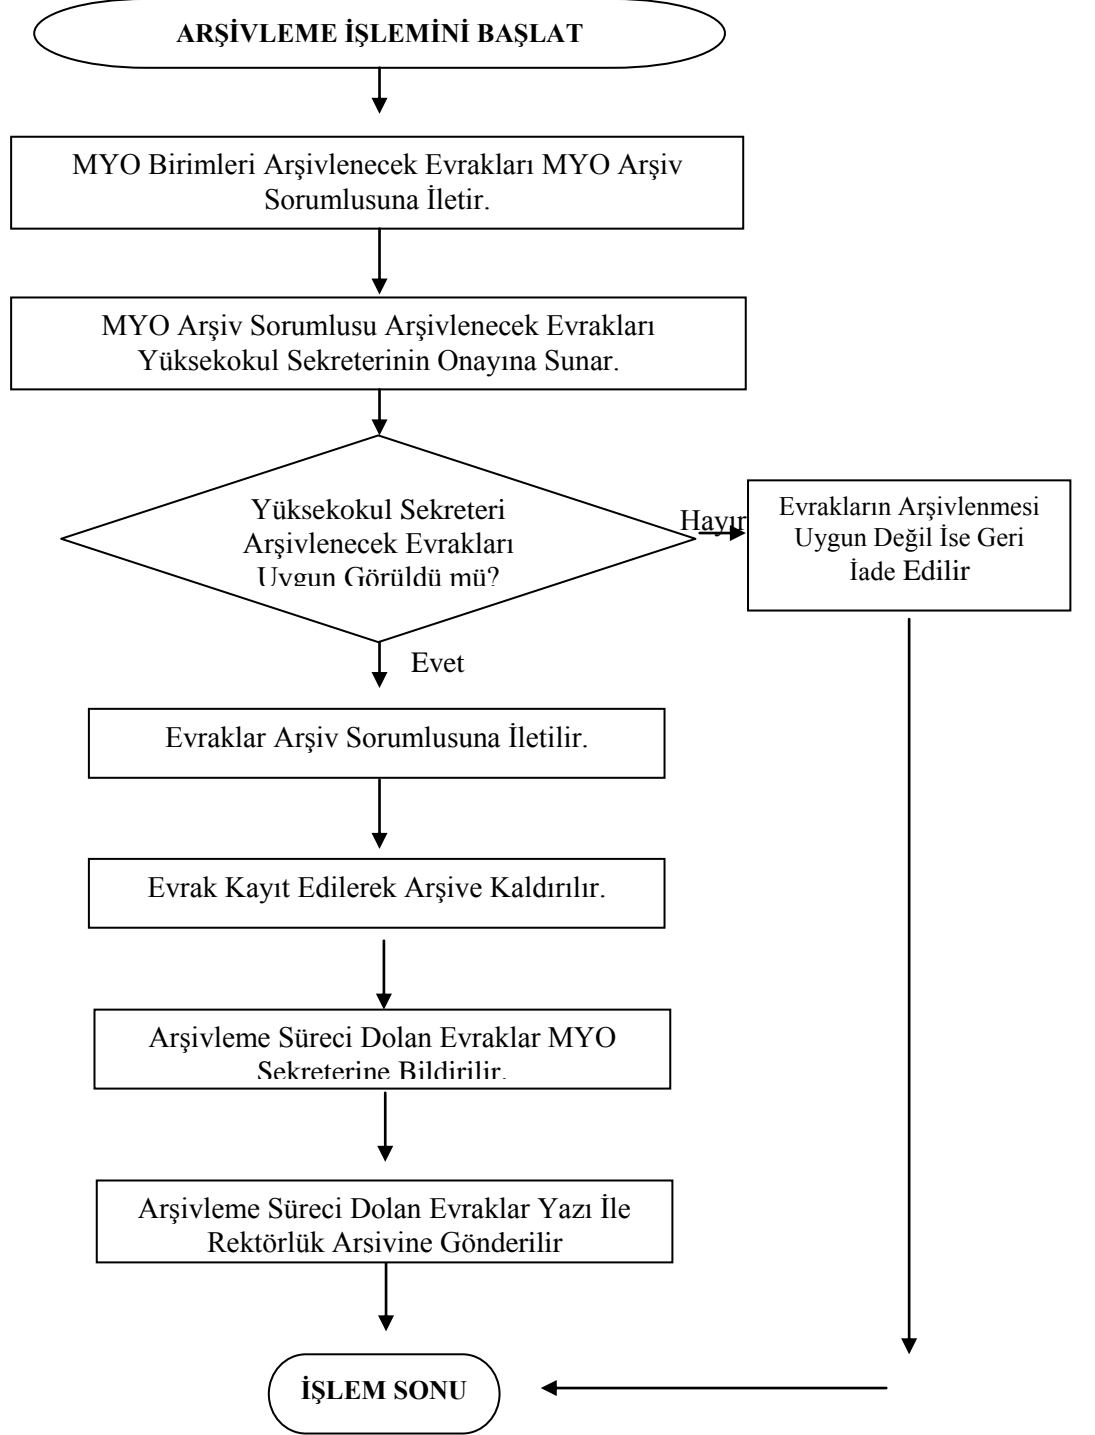 ARŞİVLEME İŞLEMİNİ BAŞLAT
MYO Birimleri Arşivlenecek Evrakları MYO Arşiv
Sorumlusuna İletir.
MYO Arşiv Sorumlusu Arşivlenecek Evrakları
Yüksekokul Sekreterinin Onayına Sunar.
Yüksekokul Sekreteri
Arşivlenecek Evrakları
Uygun Görüldü mü?
Hayır
Evrakların Arşivlenmesi
Uygun Değil İse Geri
İade Edilir
Evet
Evraklar Arşiv Sorumlusuna İletilir.
Evrak Kayıt Edilerek Arşive Kaldırılır.
Arşivleme Süreci Dolan Evraklar MYO
Sekreterine Bildirilir.
Arşivleme Süreci Dolan Evraklar Yazı İle
Rektörlük Arsivine Gönderilir
İŞLEM SONU